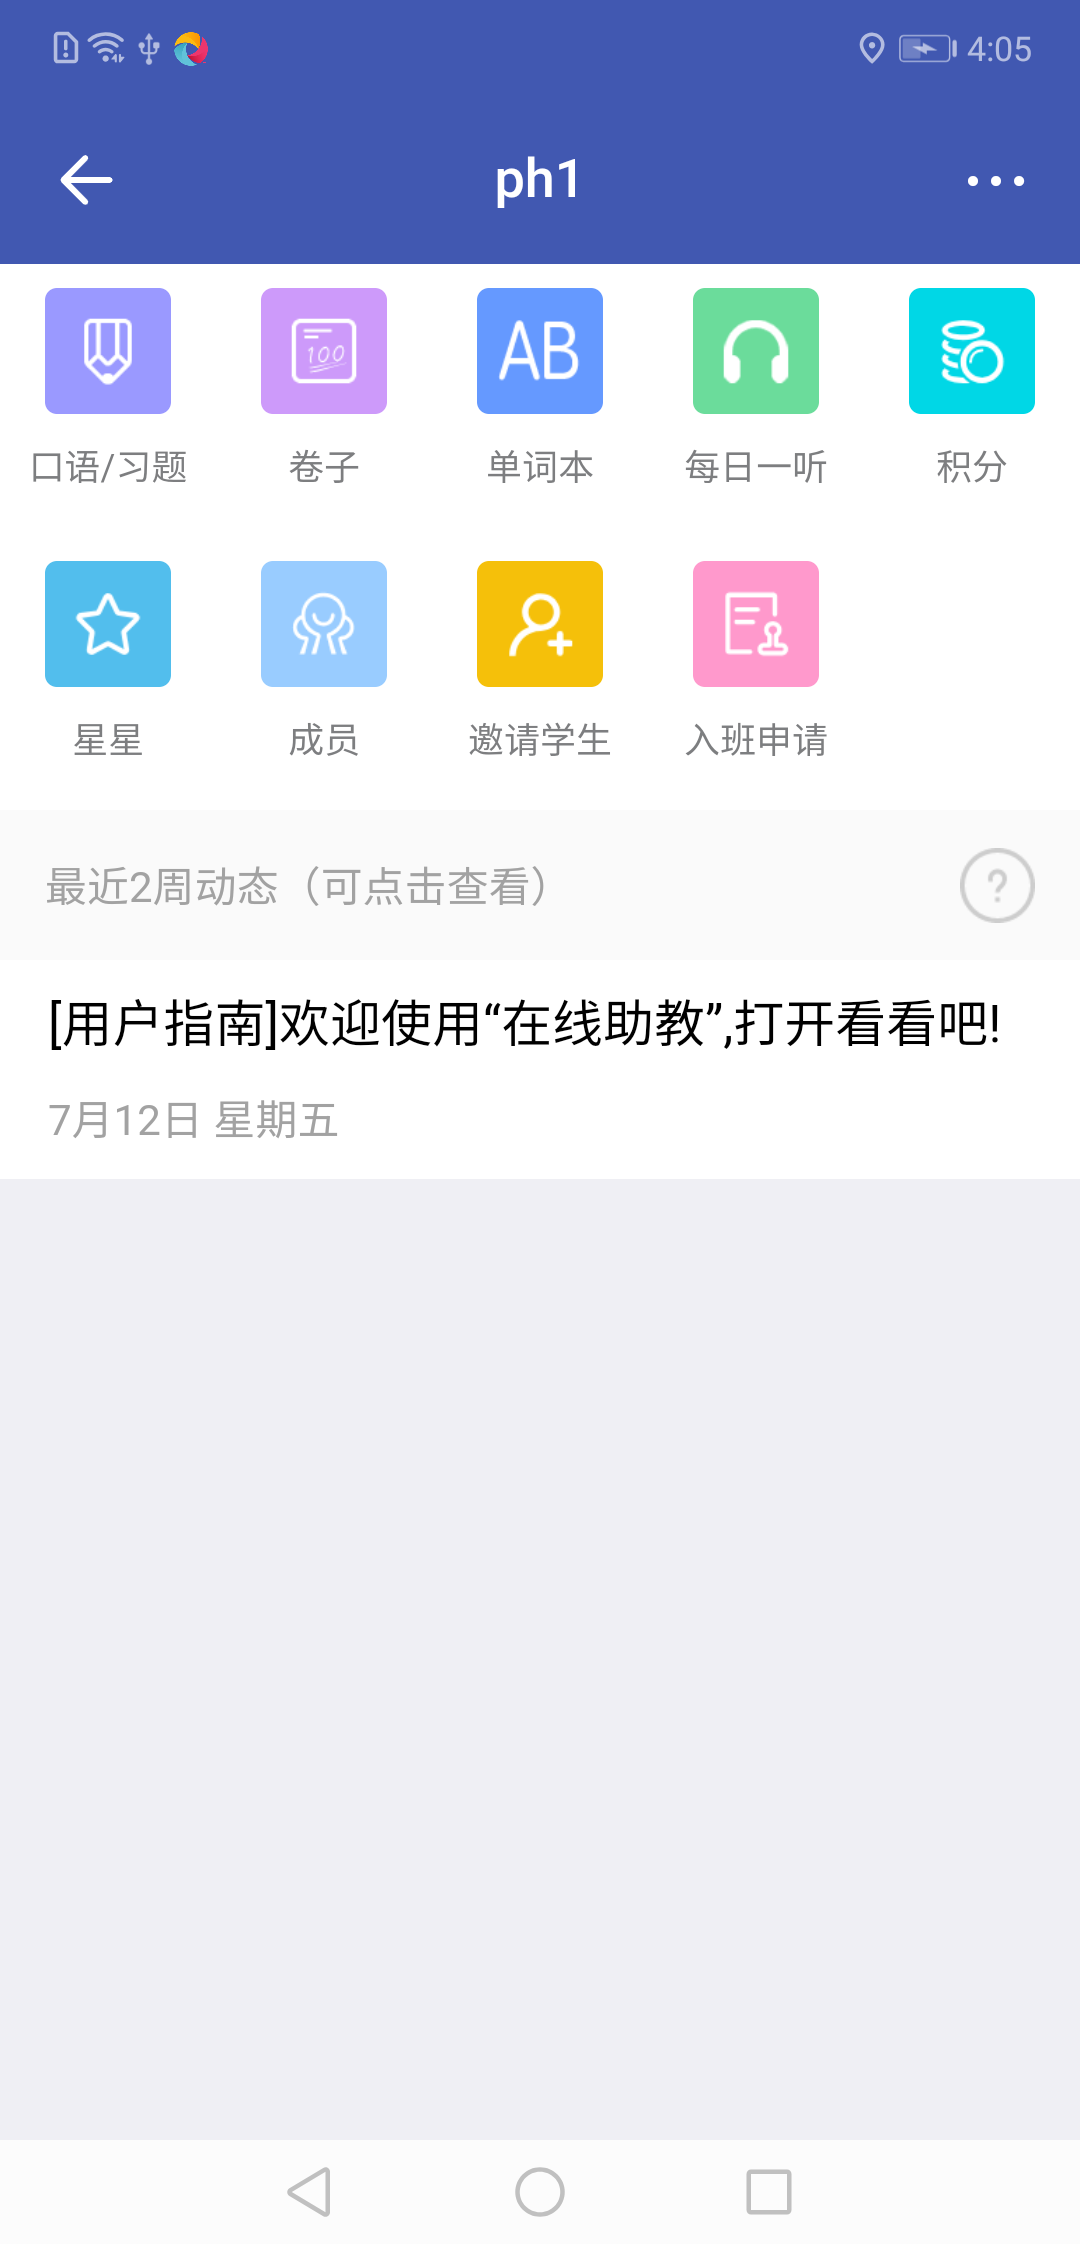 4:05
ph1
100
AB
口语/习题
卷子
单词本
每日一听
积分
星星
成员
邀请学生
入班申请
最近2周动态（可点击查看）
?
[用户指南]欢迎使用“在线助教”,打开看看吧!
7月12日 星期五